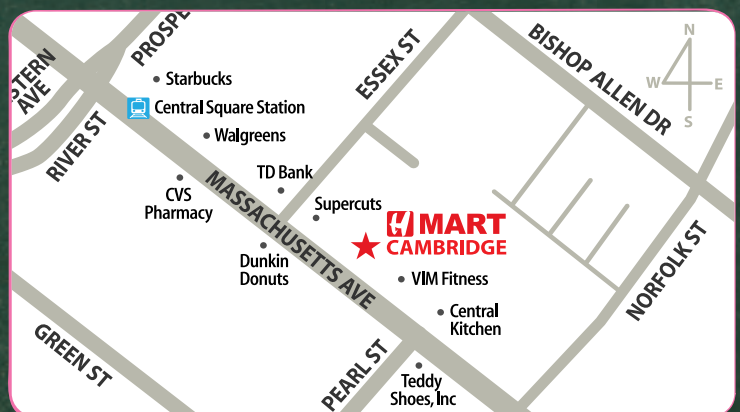 STERN
AVE
PROSPE
ESSEX ST
BISHOP ALLEN DR
N
W
E
S
Starbucks
Central Square Station
RIVER ST
Walgreens
TD Bank
CVS
Pharmacy
MASSACHUSETTS AVE
Supercuts
H MART
CAMBRIDGE
Dunkin
Donuts
VIM Fitness
NORFOLK ST
Central
Kitchen
GREEN ST
PEARL ST
Teddy
Shoes, Inc